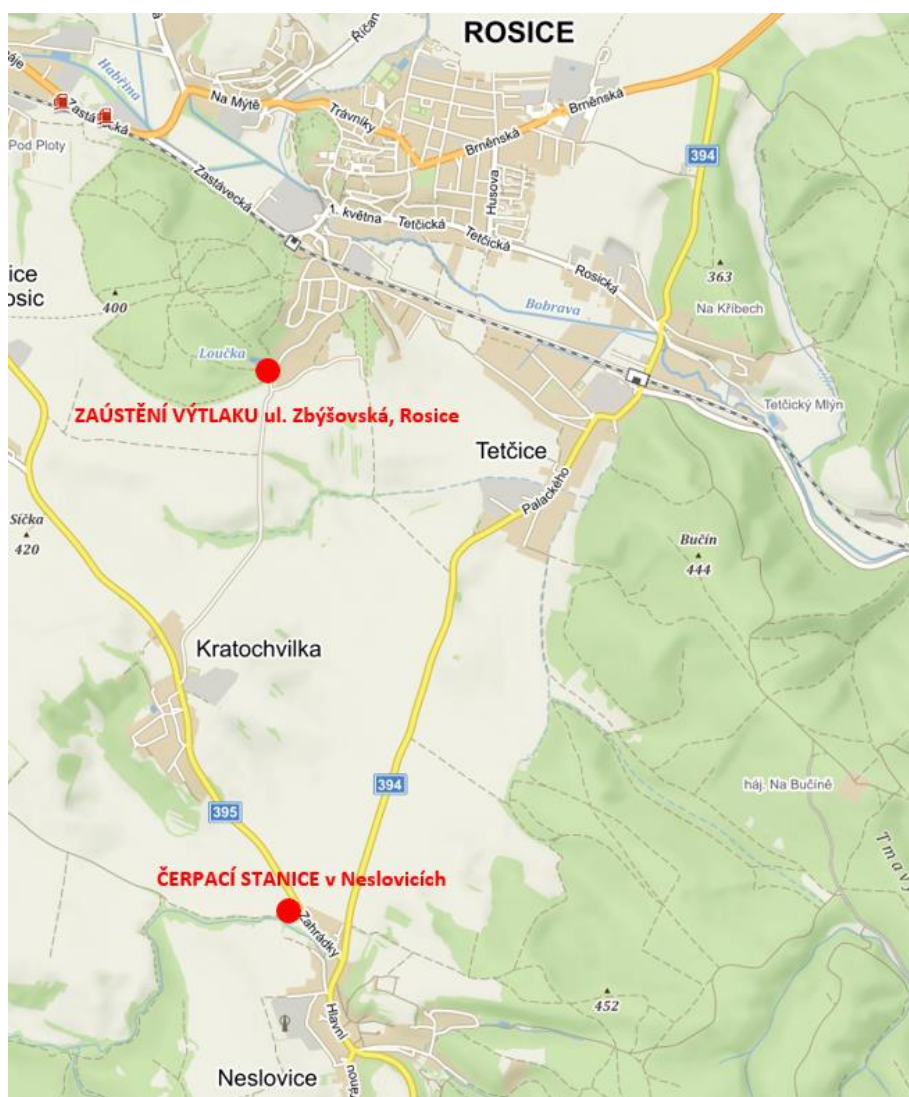 ROSICE
Říčan
Habřina
Zastávecká
Na Mýtě
Trávníky
Brněnská
Brněnská
Pod Ploty
394
Zastávecká
Husova
1. května
Tetčická
Tetčická
Rosická
363
Na Kříbech
400
Bobrava
Loučka
ZAÚSTĚNÍ VÝTLAKU ul. Zbýšovská, Rosice
Tetčický Mlýn
Tetčice
Palackého
Síčka
420
Bučín
444
Kratochvilka
394
háj. Na Bučíně
395
ČERPACÍ STANICE v Neslovicích
Zahrádky
452
Hlavní
Neslovice